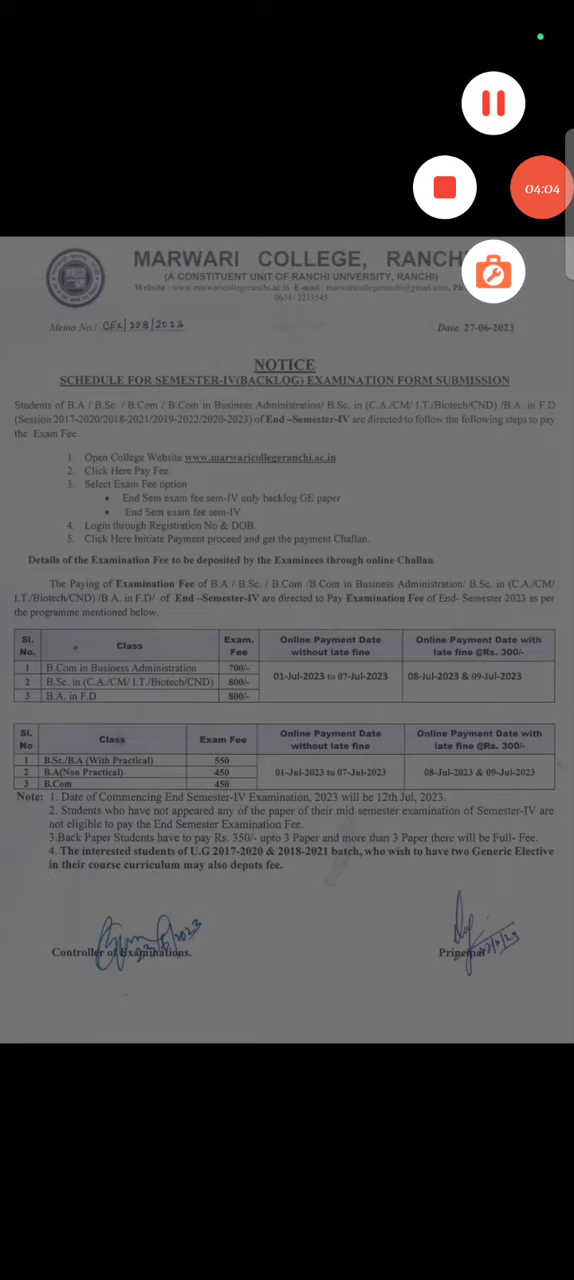 04:04
MARWARI COLLEGE, RANCH
(A CONSTITUENT UNIT OF RANCHI UNIVERSITY, RANCHI)
Website : www.marwaricollegeranchi.ac.in E-mail : marwaricollegeranchi@gmail.com, Ph
0651- 2213545
Memo No./ CEx/328/2023
Date. 27-06-2023
NOTICE
SCHEDULE FOR SEMESTER-IV(BACKLOG) EXAMINATION FORM SUBMISSION
Students of B.A / B.Sc. / B.Com / B.Com in Business Administration/ B.Sc. in (C.A./CM/ I.T./Biotech/CND) /B.A. in F.D
(Session 2017-2020/2018-2021/2019-2022/2020-2023) of End –Semester-IV are directed to follow the following steps to pay
the Exam Fee.
1. Open College Website www.marwaricollegeranchi.ac.in
2. Click Here Pay Fee.
3. Select Exam Fee option
• End Sem exam fee sem-IV only backlog GE paper
• End Sem exam fee sem-IV
4. Login through Registration No & DOB.
5. Click Here Initiate Payment proceed and get the payment Challan.
Details of the Examination Fee to be deposited by the Examinees through online Challan.
The Paying of Examination Fee of B.A / B.Sc. / B.Com /B.Com in Business Administration/ B.Sc. in (C.A./CM/
I.T./Biotech/CND) /B.A. in F.D/ of End –Semester-IV are directed to Pay Examination Fee of End- Semester 2023 as per
the programme mentioned below.
Sl. No. Class Exam. Fee Online Payment Date without late fine Online Payment Date with late fine @Rs. 300/-
1 B.Com in Business Administration 700/- 01-Jul-2023 to 07-Jul-2023 08-Jul-2023 & 09-Jul-2023
2 B.Sc. in (C.A./CM/ I.T./Biotech/CND) 800/-
3 B.A. in F.D 800/-
Sl. No Class Exam Fee Online Payment Date without late fine Online Payment Date with late fine @Rs. 300/-
1 B.Sc./B.A (With Practical) 550 01-Jul-2023 to 07-Jul-2023 08-Jul-2023 & 09-Jul-2023
2 B.A(Non Practical) 450
3 B.Com 450
Note: 1. Date of Commencing End Semester-IV Examination, 2023 will be 12th Jul, 2023.
2. Students who have not appeared any of the paper of their mid semester examination of Semester-IV are
not eligible to pay the End Semester Examination Fee.
3.Back Paper Students have to pay Rs. 350/- upto 3 Paper and more than 3 Paper there will be Full- Fee.
4. The interested students of U.G 2017-2020 & 2018-2021 batch, who wish to have two Generic Elective
in their course curriculum may also depots fee.
Controller of Examinations.
Principal